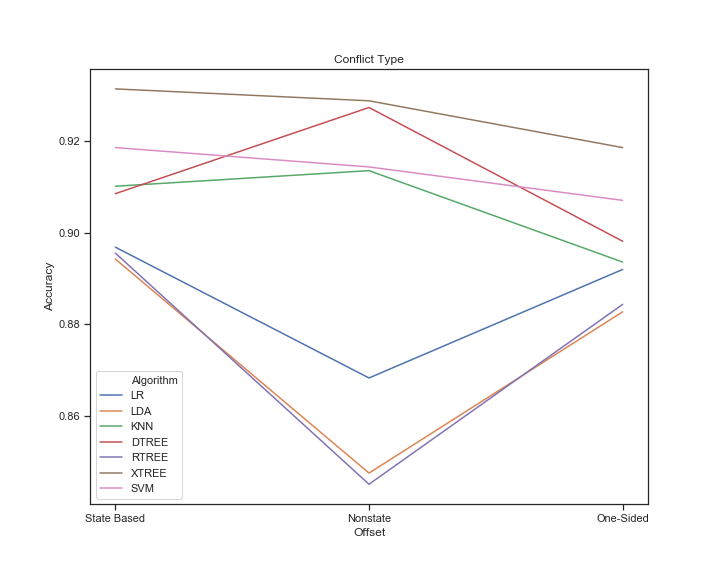 Conflict Type
Accuracy
0.92
0.90
0.88
0.86
Algorithm
LR
LDA
KNN
DTREE
RTREE
XTREE
SVM
State Based
Nonstate
One-Sided
Offset